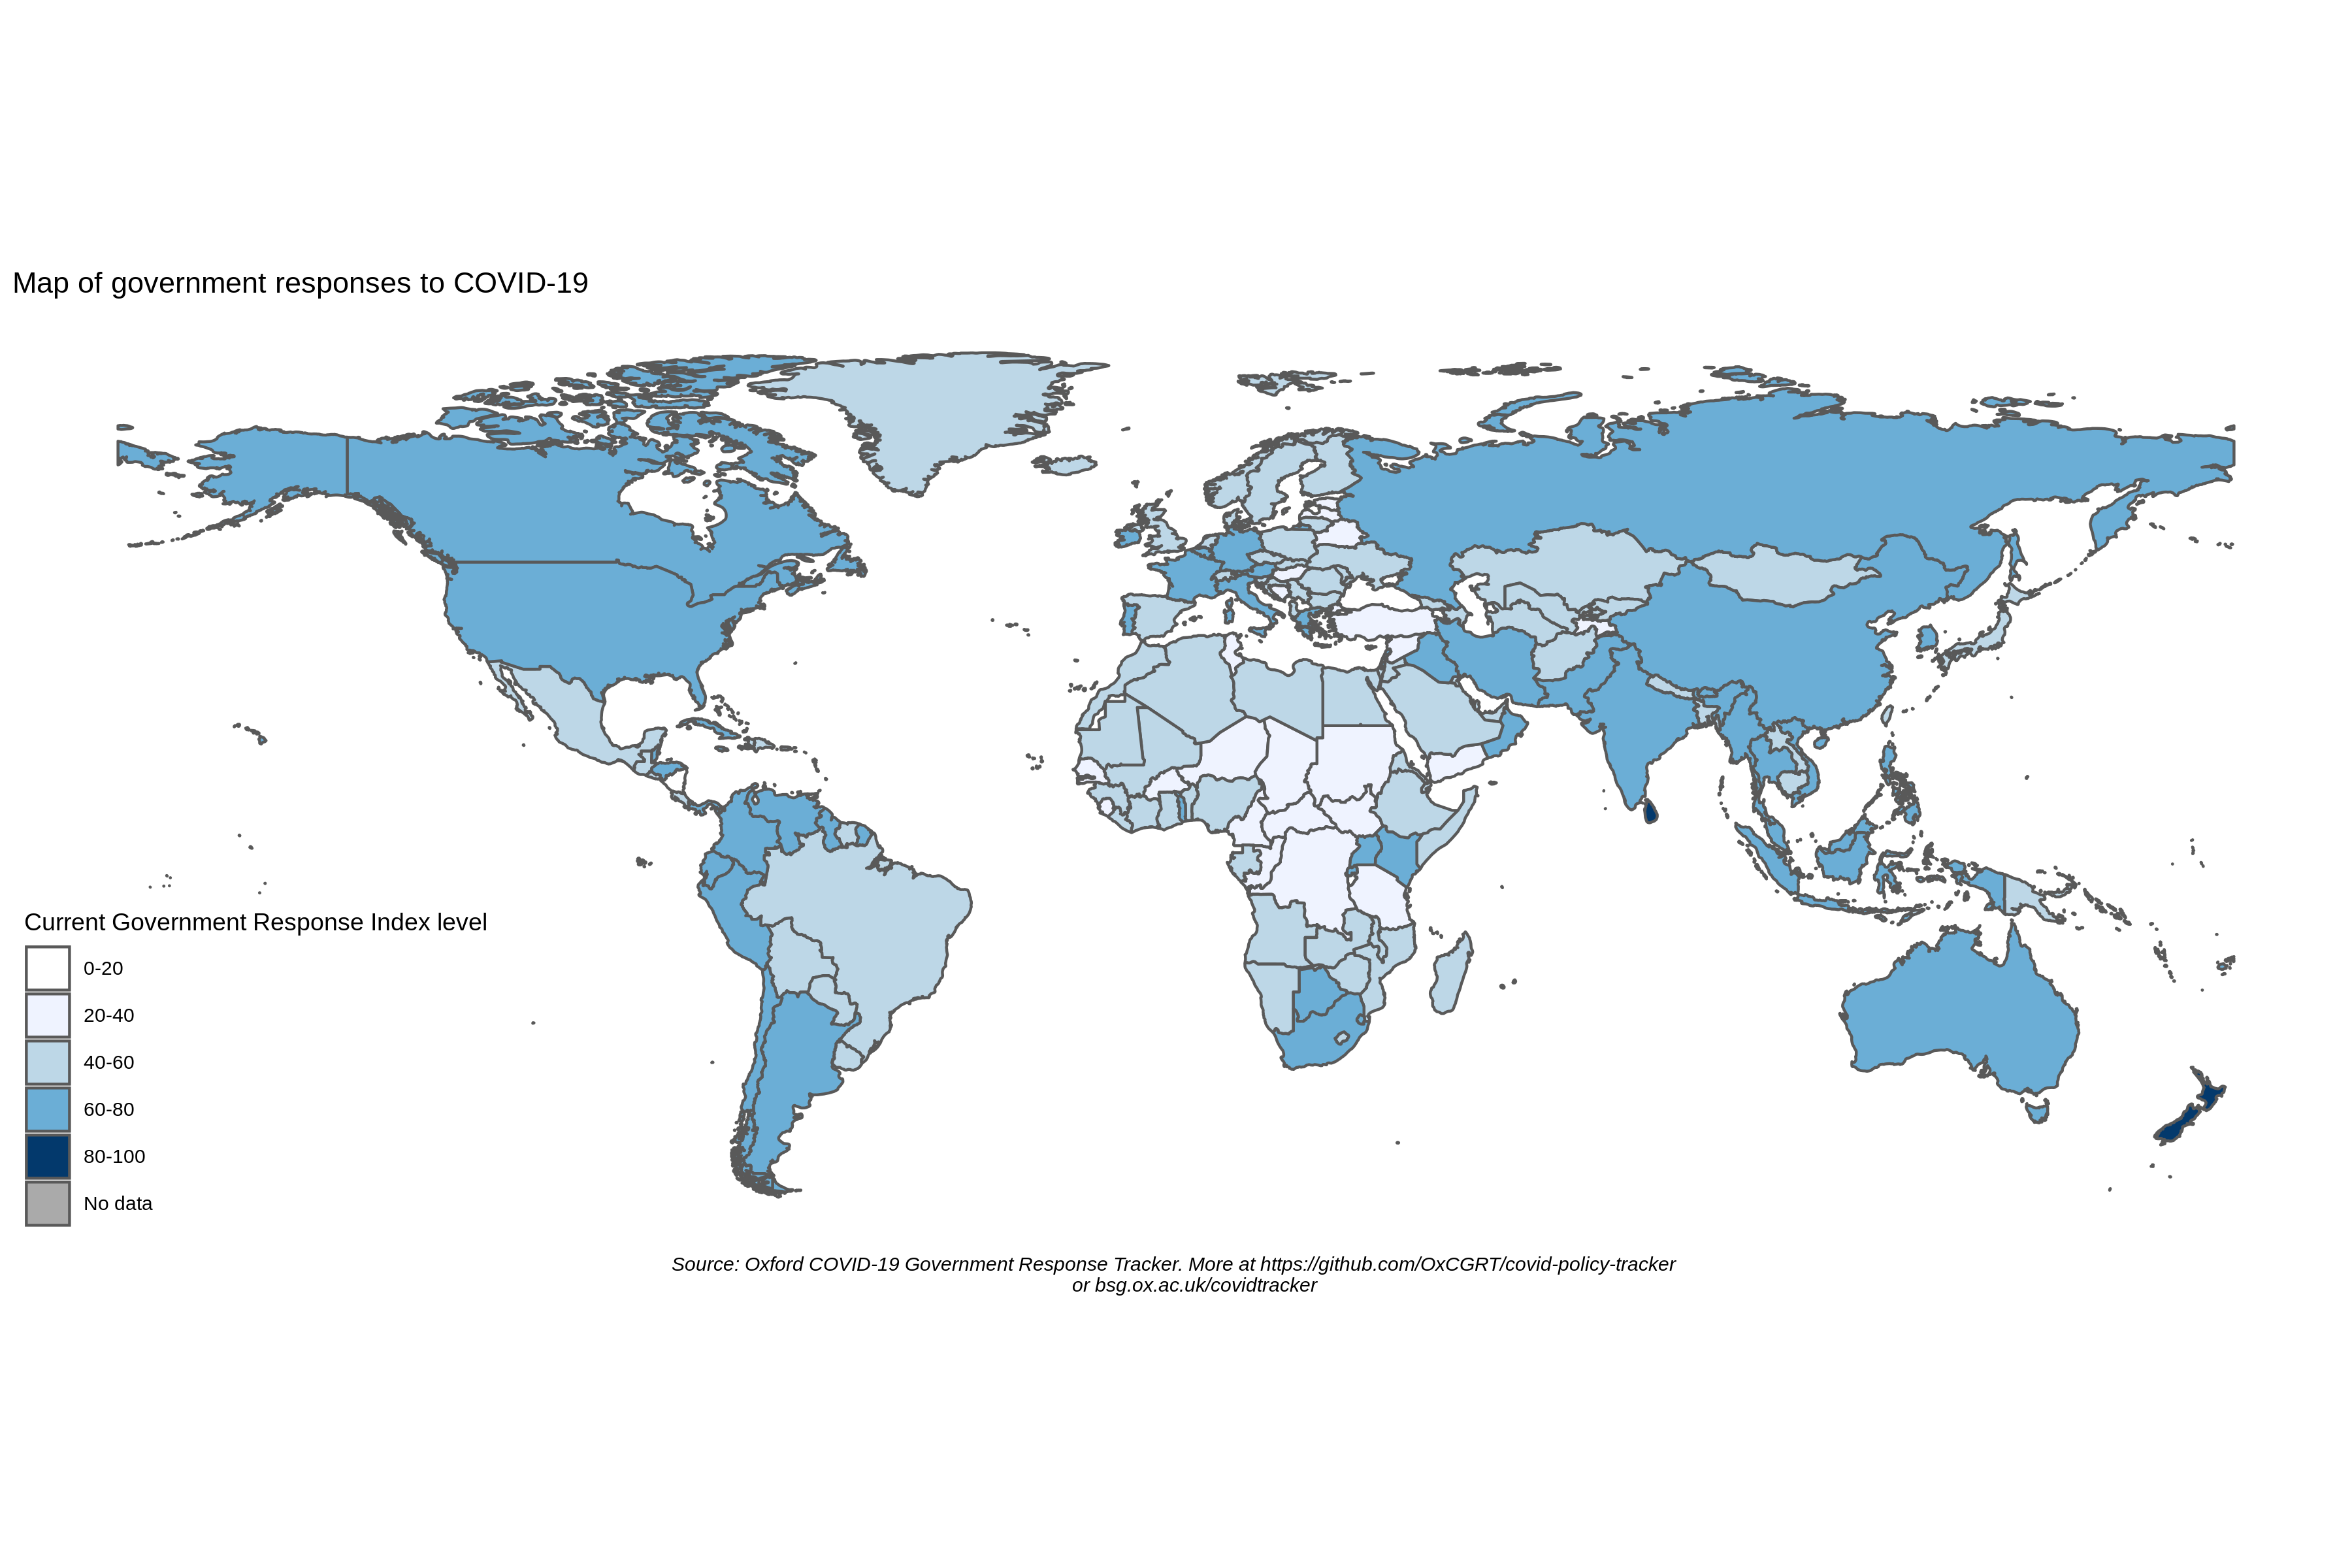 Map of government responses to COVID-19
Current Government Response Index level
0-20
20-40
40-60
60-80
80-100
No data
Source: Oxford COVID-19 Government Response Tracker. More at https://github.com/OxCGRT/covid-policy-tracker
or bsg.ox.ac.uk/covidtracker